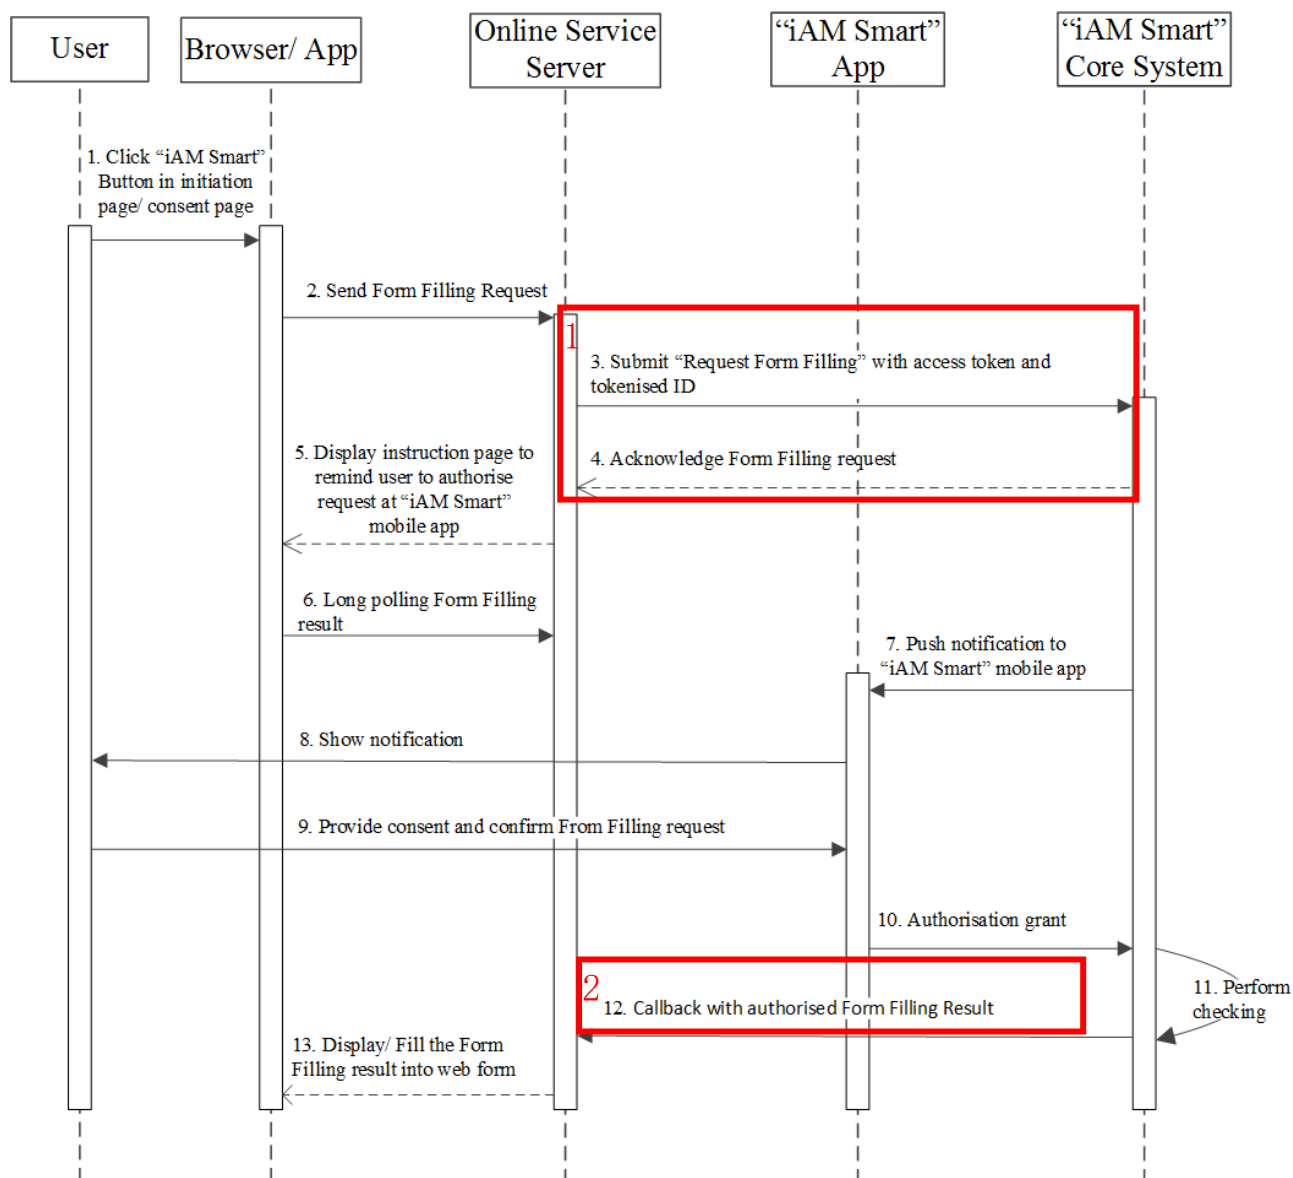 User
Browser/ App
Online Service
Server
“iAM Smart”
App
“iAM Smart”
Core System
1. Click “iAM Smart”
Button in initiation
page/ consent page
2. Send Form Filling Request
1
3. Submit “Request Form Filling” with access token and
tokenised ID
4. Acknowledge Form Filling request
5. Display instruction page to
remind user to authorise
request at “iAM Smart”
mobile app
6. Long polling Form Filling
result
7. Push notification to
“iAM Smart” mobile app
8. Show notification
9. Provide consent and confirm From Filling request
10. Authorisation grant
11. Perform
checking
2
12. Callback with authorised Form Filling Result
13. Display/ Fill the Form
Filling result into web form